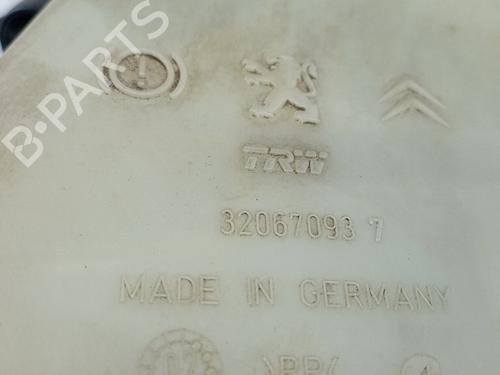 B-PARTS
TRW
32067093 7
MADE IN GERMANY